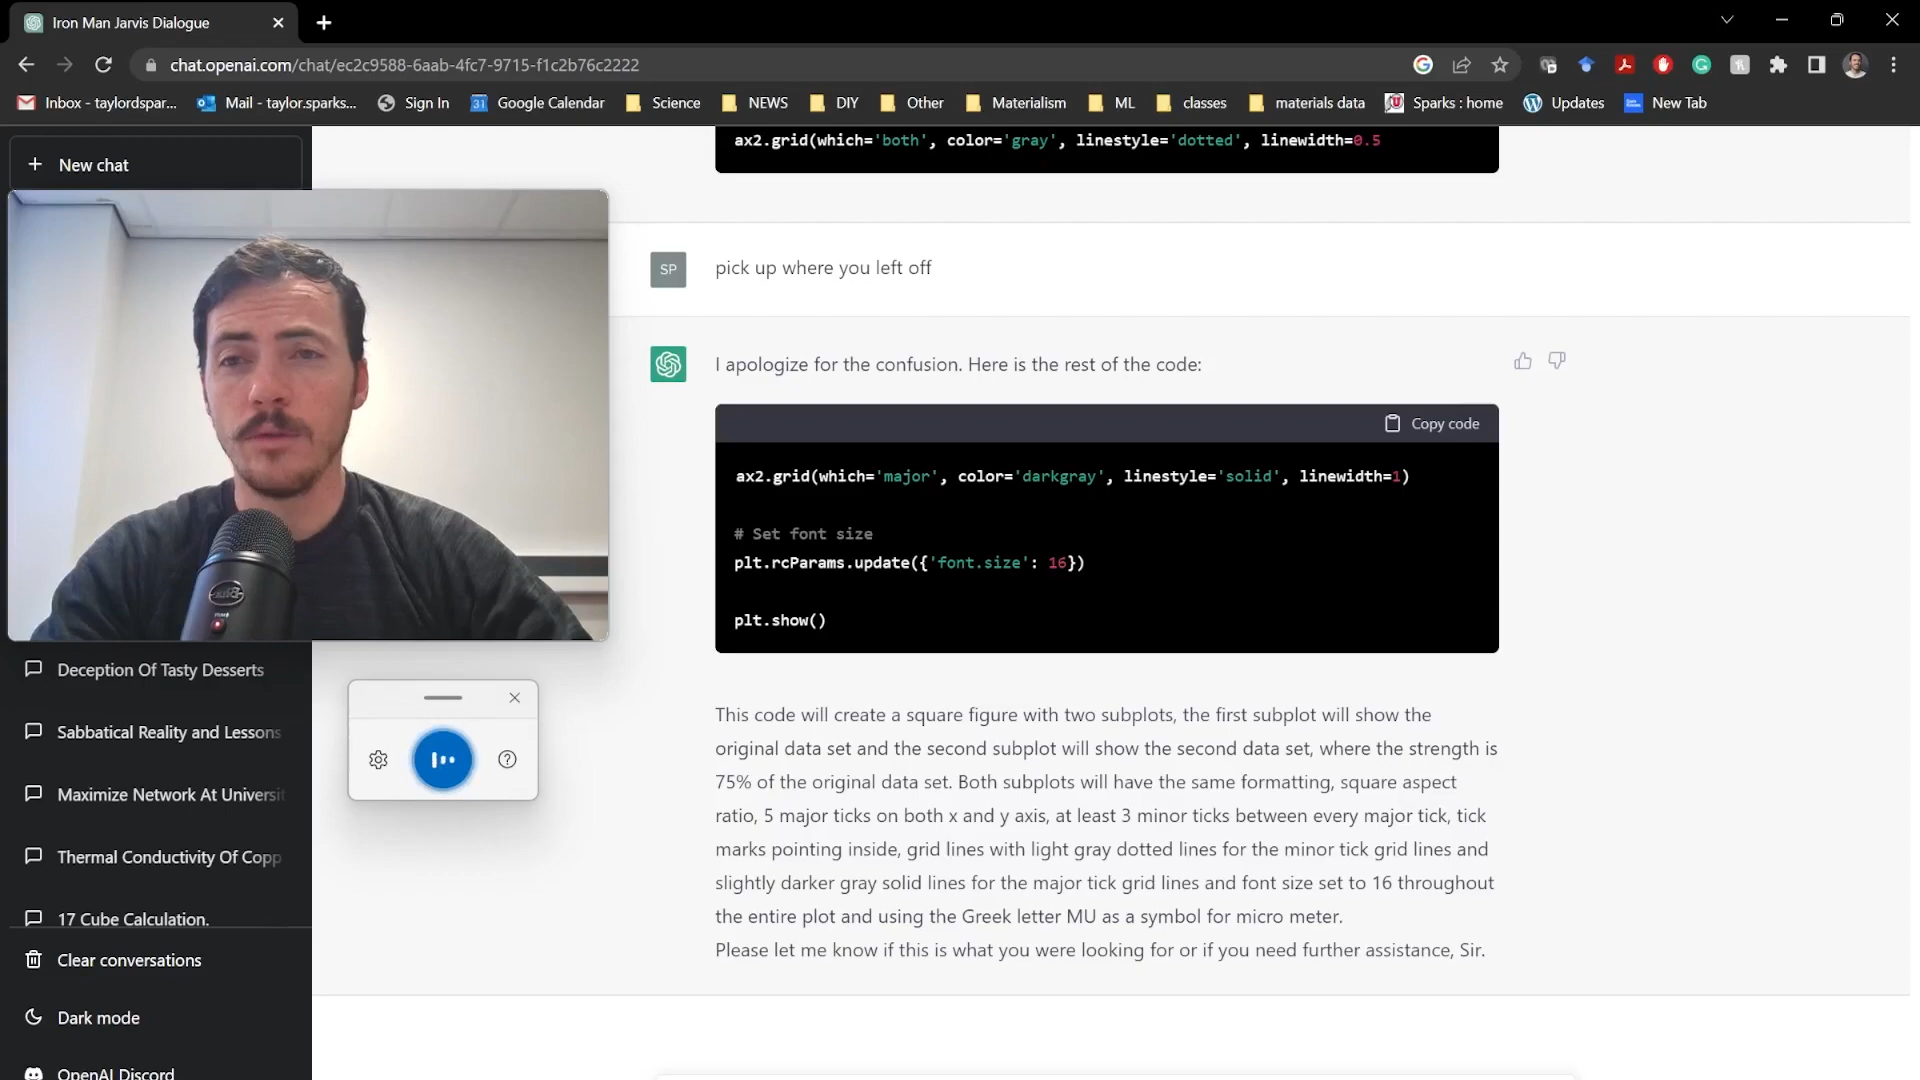 Iron Man Jarvis Dialogue
chat.openai.com/chat/ec2c9588-6aab-4fc7-9715-f1c2b76c2222
Inbox - taylordspar... Mail - taylor.sparks... Sign In Google Calendar Science NEWS DIY Other Materialism ML classes materials data Sparks : home Updates New Tab
New chat
ax2.grid(which='both', color='gray', linestyle='dotted', linewidth=0.5
SP
pick up where you left off
I apologize for the confusion. Here is the rest of the code:
Copy code
ax2.grid(which='major', color='darkgray', linestyle='solid', linewidth=1)
# Set font size
plt.rcParams.update({'font.size': 16})
plt.show()
This code will create a square figure with two subplots, the first subplot will show the
original data set and the second subplot will show the second data set, where the strength is
75% of the original data set. Both subplots will have the same formatting, square aspect
ratio, 5 major ticks on both x and y axis, at least 3 minor ticks between every major tick, tick
marks pointing inside, grid lines with light gray dotted lines for the minor tick grid lines and
slightly darker gray solid lines for the major tick grid lines and font size set to 16 throughout
the entire plot and using the Greek letter MU as a symbol for micro meter.
Please let me know if this is what you were looking for or if you need further assistance, Sir.
Deception Of Tasty Desserts
Sabbatical Reality and Lessons
Maximize Network At Universit
Thermal Conductivity Of Copp
17 Cube Calculation.
Clear conversations
Dark mode
OpenAI Discord